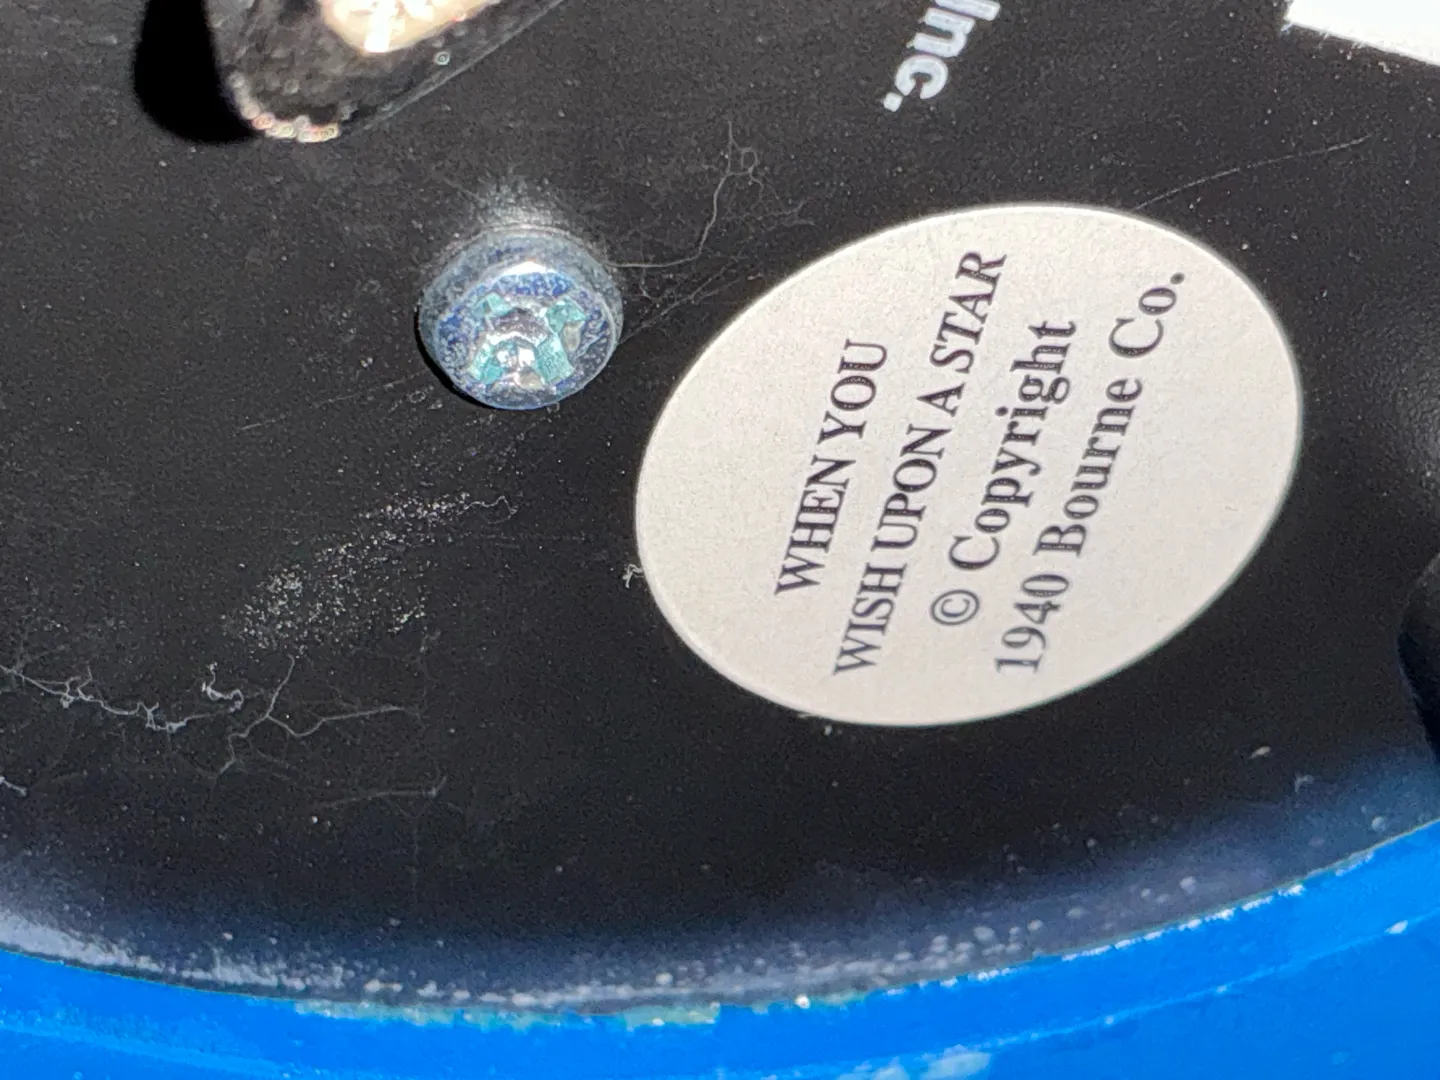 Inc.
WHEN YOU
WISH UPON A STAR
© Copyright
1940 Bourne Co.